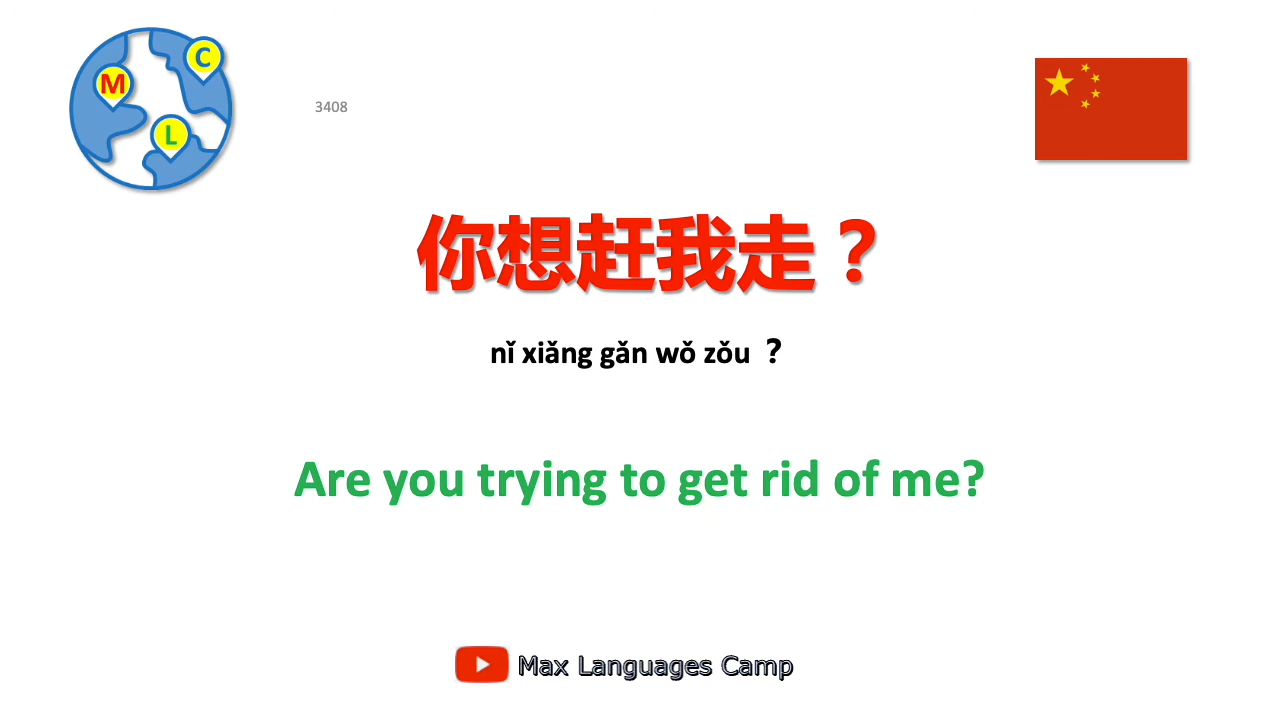 M
C
L
3408
你想赶我走？
nǐ xiǎng gǎn wǒ zǒu ？
Are you trying to get rid of me?
Max Languages Camp